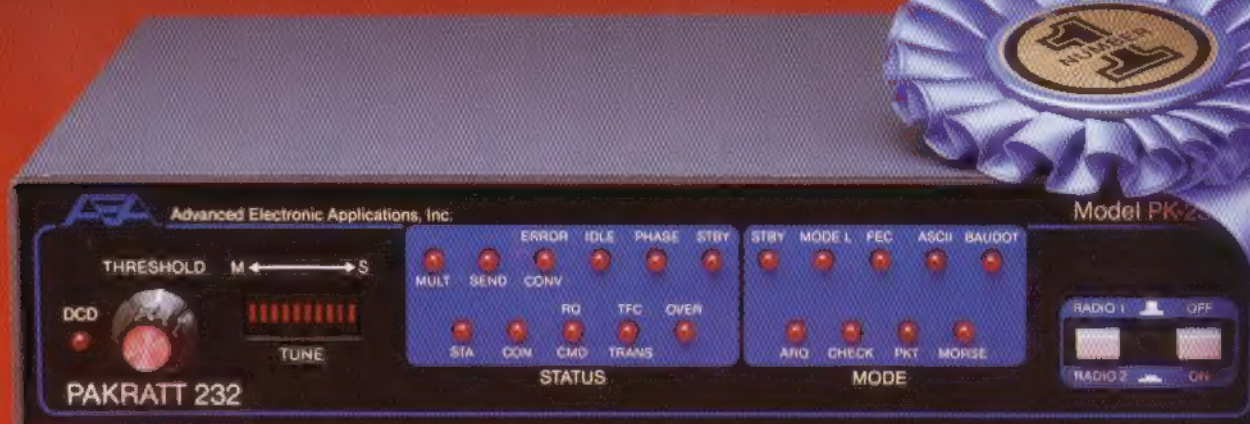 NUMBER
1
AEA Advanced Electronic Applications, Inc.
THRESHOLD M S
DCD
TUNE
PAKRATT 232
ERROR IDLE PHASE STBY
MULT SEND CONV
RQ TFC OVER
STA CON CMD TRANS
STATUS
STBY MODE L FEC ASCII BAUDOT
ARQ CHECK PKT MORSE
MODE
Model
RADIO 1 OFF
RADIO 2 ON